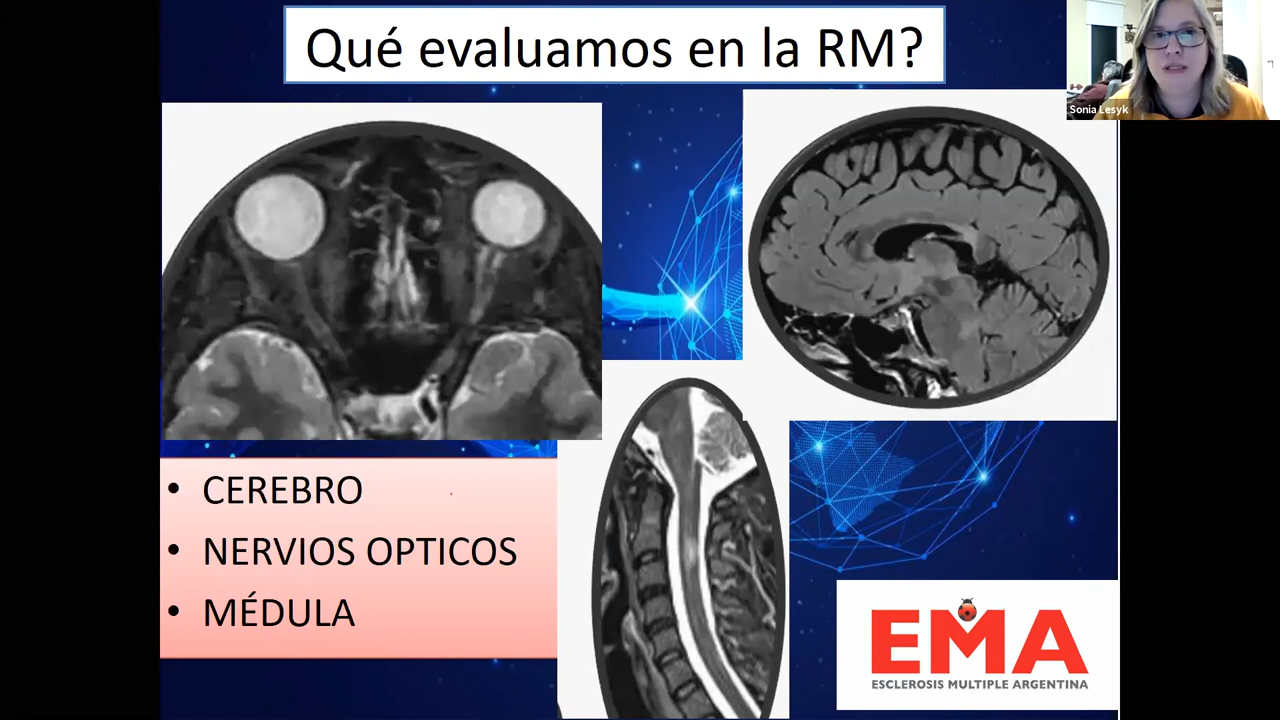 Qué evaluamos en la RM?
Sonia Lesyk
• CEREBRO
• NERVIOS OPTICOS
• MÉDULA
EMA
ESCLEROSIS MULTIPLE ARGENTINA